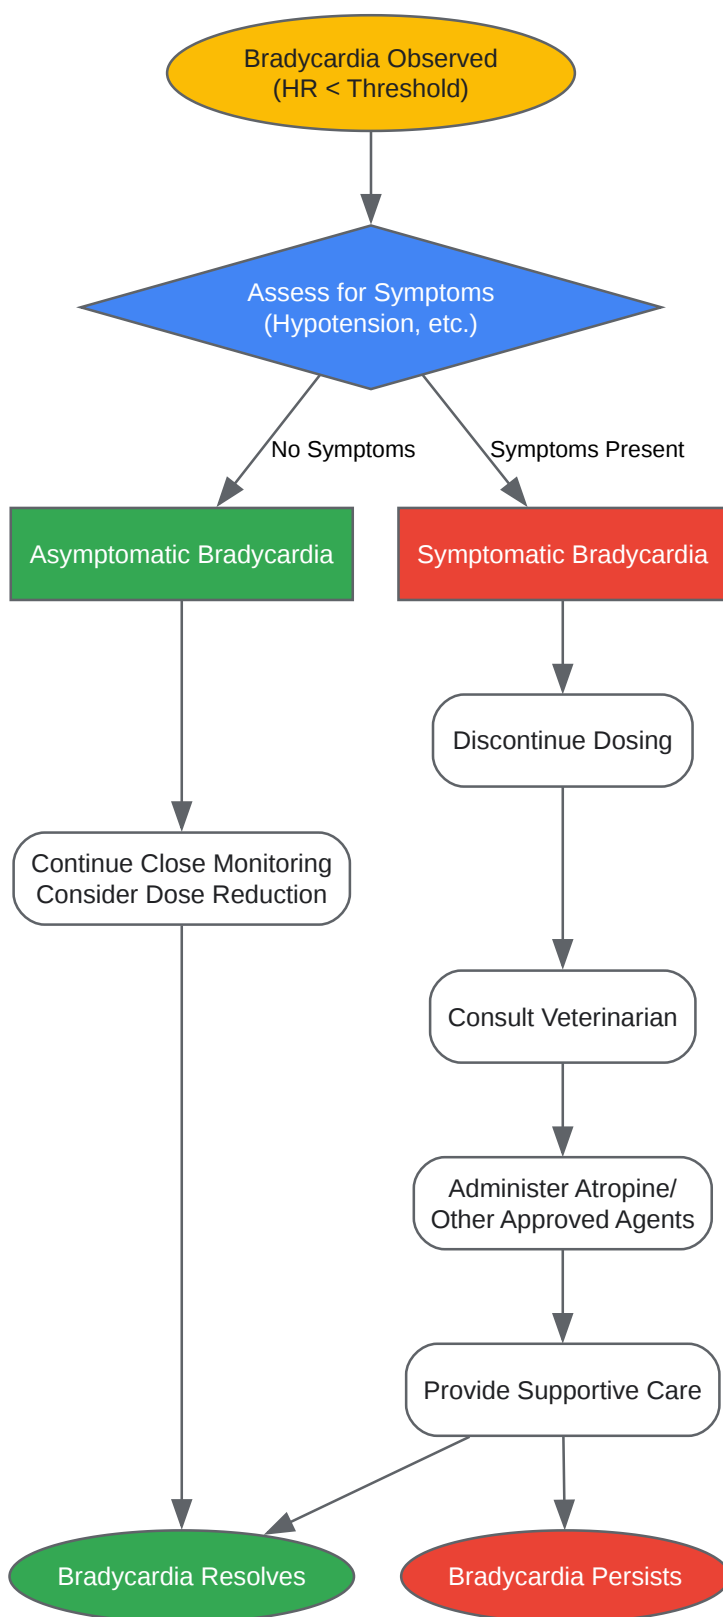 Bradycardia Observed
(HR < Threshold)
Assess for Symptoms
(Hypotension, etc.)
No Symptoms
Symptoms Present
Asymptomatic Bradycardia
Symptomatic Bradycardia
Discontinue Dosing
Continue Close Monitoring
Consider Dose Reduction
Consult Veterinarian
Administer Atropine/
Other Approved Agents
Provide Supportive Care
Bradycardia Resolves
Bradycardia Persists